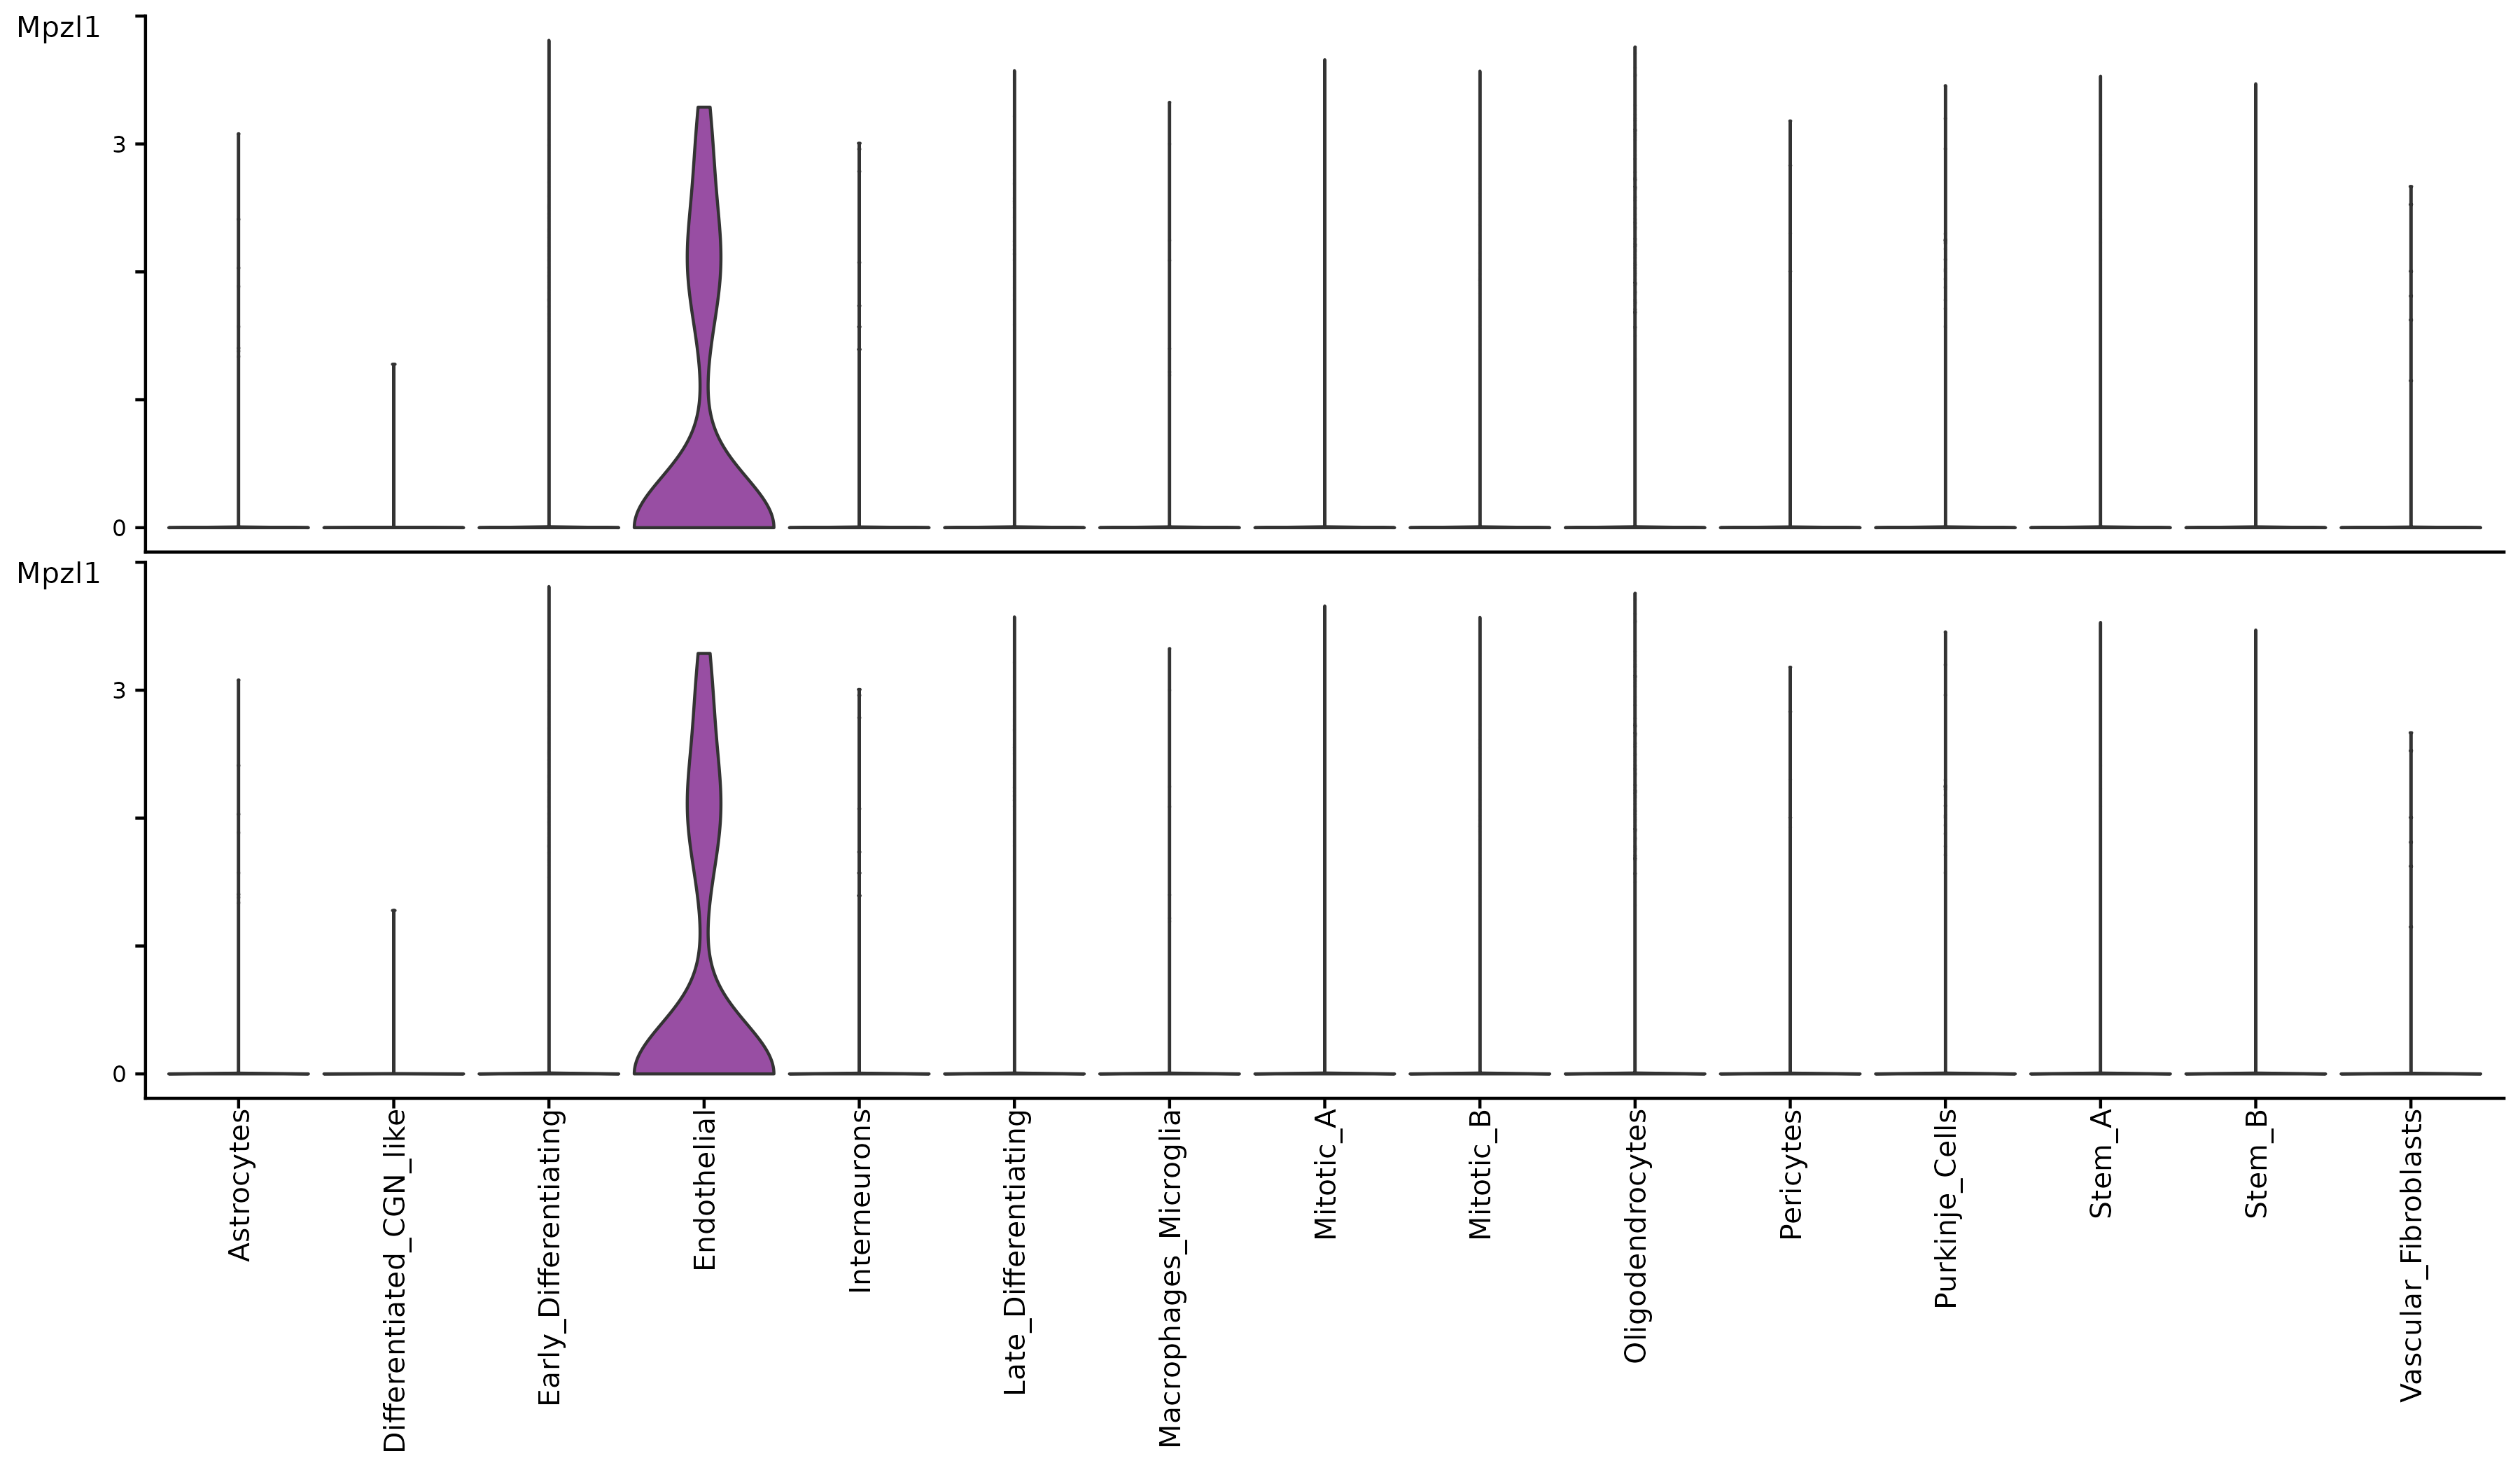 Mpzl1
3
0
Mpzl1
3
0
Astrocytes
Differentiated_CGN_like
Early_Differentiating
Endothelial
Interneurons
Late_Differentiating
Macrophages_Microglia
Mitotic_A
Mitotic_B
Oligodendrocytes
Pericytes
Purkinje_Cells
Stem_A
Stem_B
Vascular_Fibroblasts